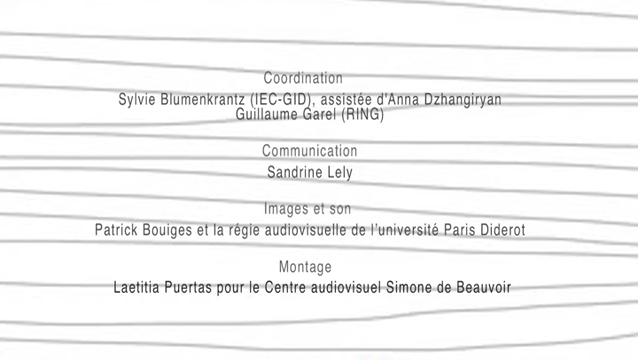 Coordination
Sylvie Blumenkrantz (IEC-GID), assistée d'Anna Dzhangiryan
Guillaume Garel (RING)
Communication
Sandrine Lely
Images et son
Patrick Bouiges et la régie audiovisuelle de l'université Paris Diderot
Montage
Laetitia Puertas pour le Centre audiovisuel Simone de Beauvoir